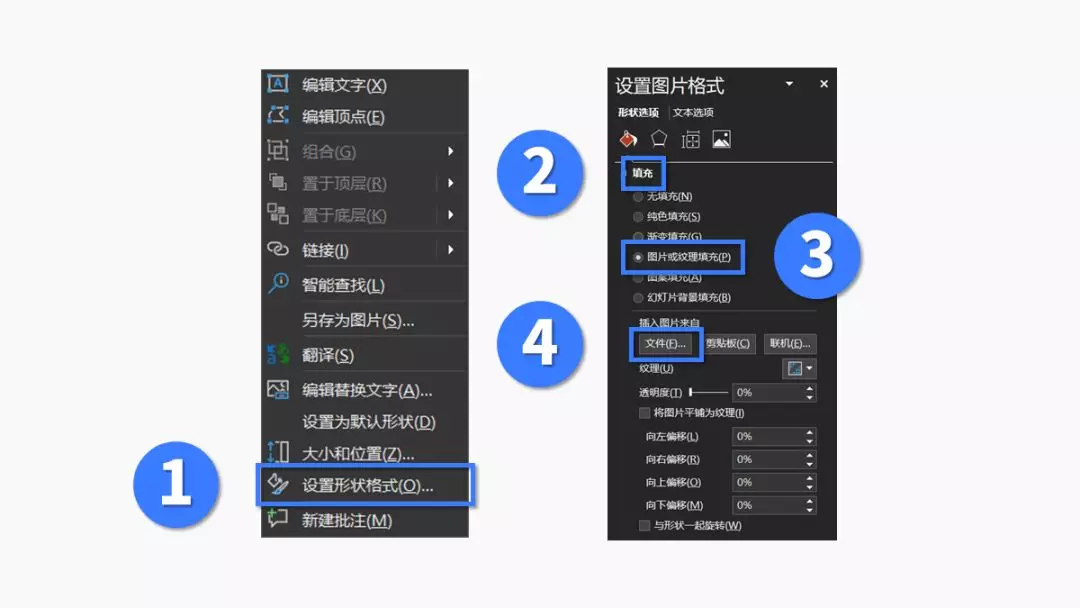 编辑文字(X)
编辑顶点(E)
组合(G)
置于顶层(R)
置于底层(K)
链接(I)
智能查找(L)
另存为图片(S)...
翻译(S)
编辑替换文字(A)...
设置为默认形状(D)
大小和位置(Z)...
1
设置形状格式(O)...
新建批注(M)
设置图片格式
形状选项 文本选项
2
填充
无填充(N)
纯色填充(S)
渐变填充(G)
3
图片或纹理填充(P)
图案填充(A)
幻灯片背景填充(B)
插入图片来自
4
文件(F)... 剪贴板(C) 联机(E)...
纹理(U)
透明度(T) 0%
将图片平铺为纹理(I)
向左偏移(L) 0%
向右偏移(R) 0%
向上偏移(O) 0%
向下偏移(M) 0%
与形状一起旋转(W)